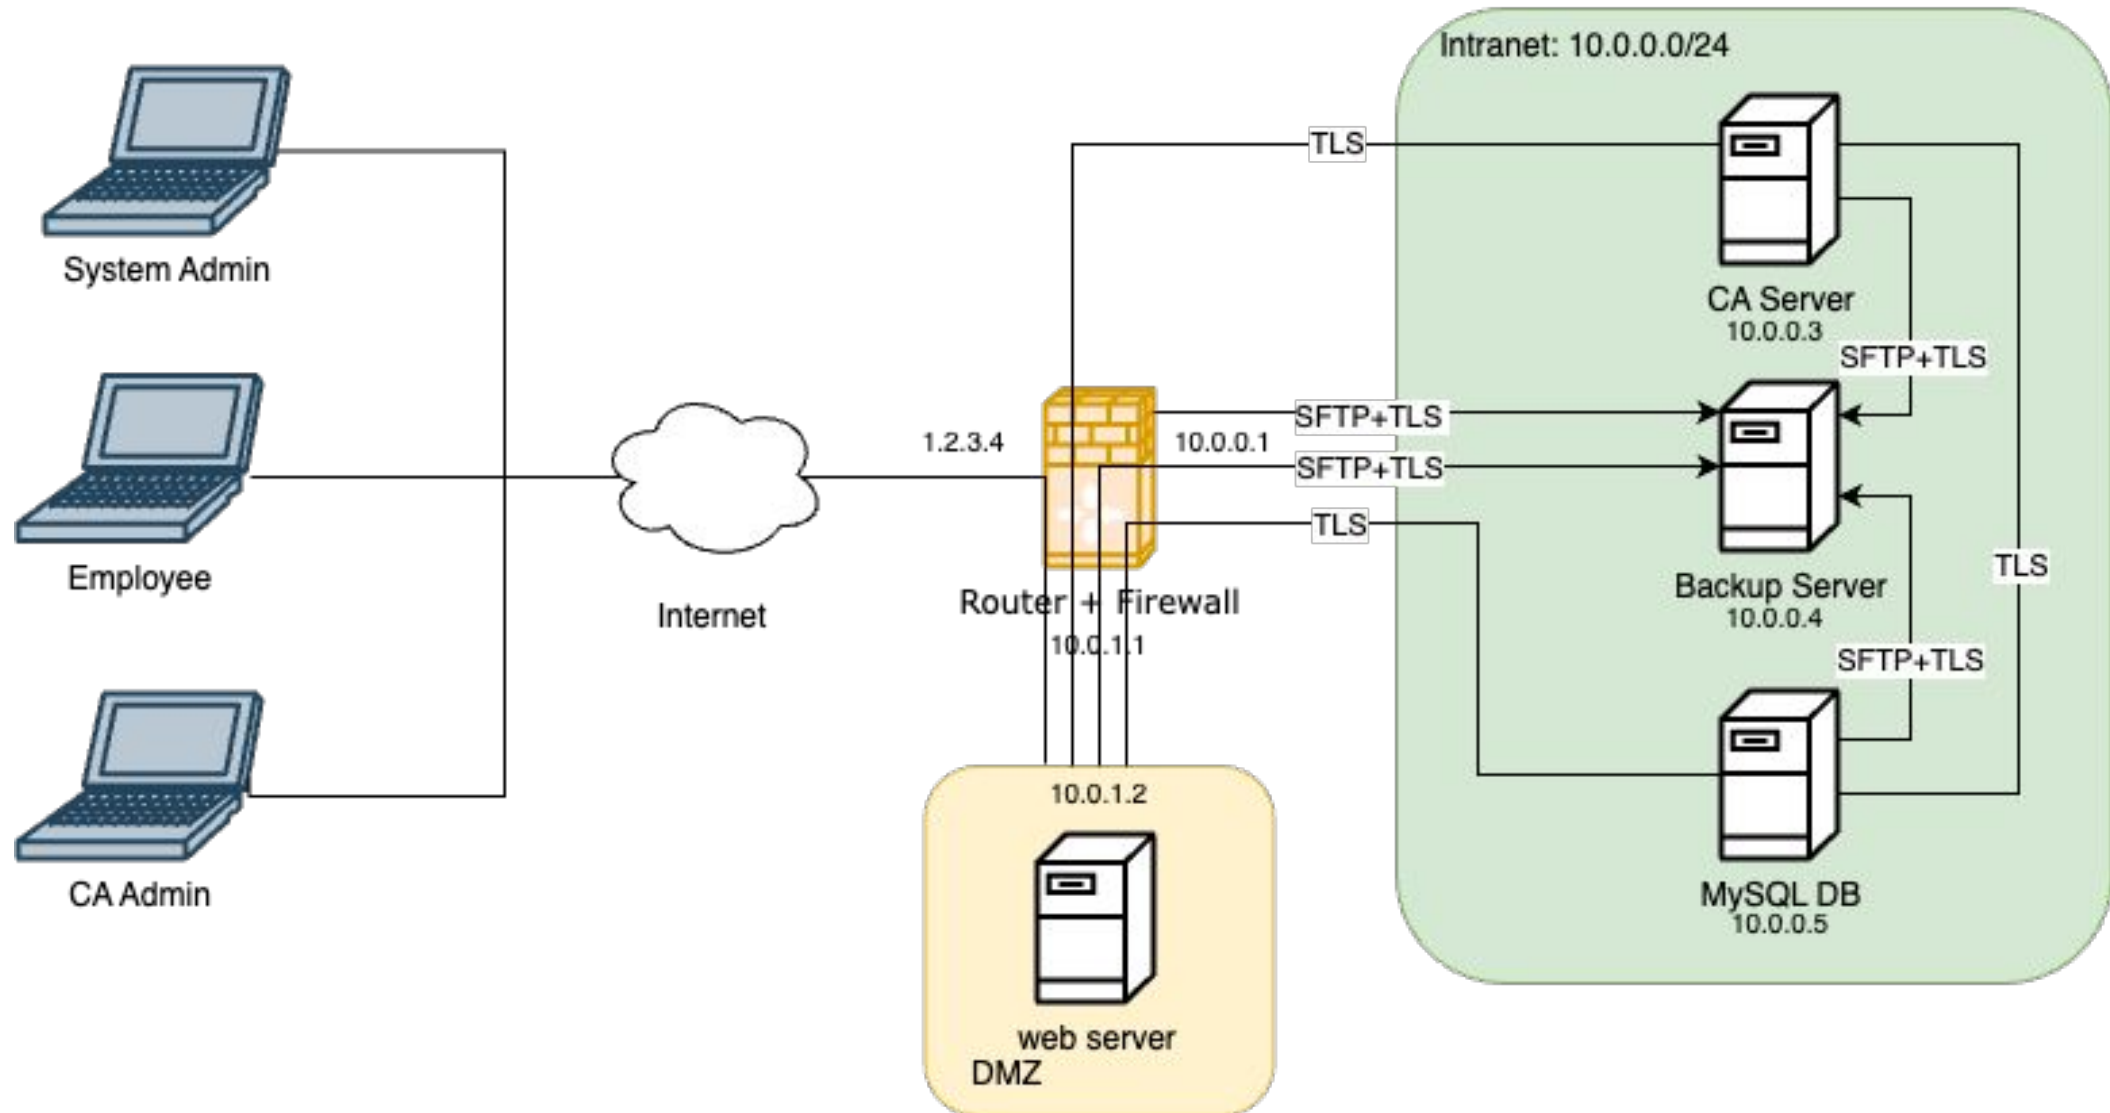 Intranet: 10.0.0.0/24
TLS
System Admin
CA Server
10.0.0.3
SFTP+TLS
SFTP+TLS
1.2.3.4
10.0.0.1
SFTP+TLS
TLS
Employee
Internet
Router + Firewall
10.0.1.1
Backup Server
10.0.0.4
TLS
SFTP+TLS
10.0.1.2
CA Admin
MySQL DB
10.0.0.5
web server
DMZ